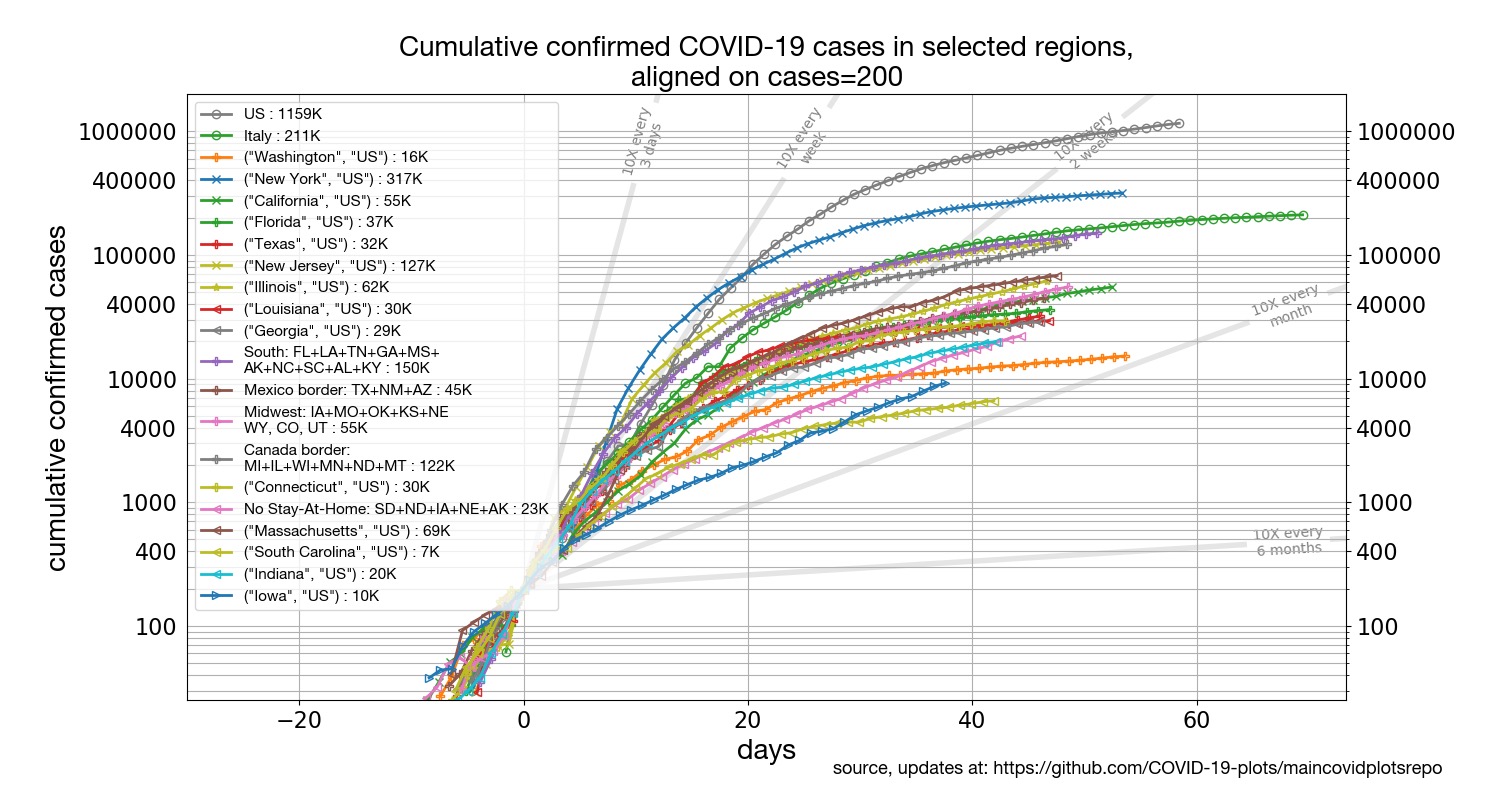 Cumulative confirmed COVID-19 cases in selected regions,
aligned on cases=200
cumulative confirmed cases
1000000
400000
100000
40000
10000
4000
1000
400
100
US : 1159K
Italy : 211K
("Washington", "US") : 16K
("New York", "US") : 317K
("California", "US") : 55K
("Florida", "US") : 37K
("Texas", "US") : 32K
("New Jersey", "US") : 127K
("Illinois", "US") : 62K
("Louisiana", "US") : 30K
("Georgia", "US") : 29K
South: FL+LA+TN+GA+MS+
AK+NC+SC+AL+KY : 150K
Mexico border: TX+NM+AZ : 45K
Midwest: IA+MO+OK+KS+NE
WY, CO, UT : 55K
Canada border:
MI+IL+WI+MN+ND+MT : 122K
("Connecticut", "US") : 30K
No Stay-At-Home: SD+ND+IA+NE+AK : 23K
("Massachusetts", "US") : 69K
("South Carolina", "US") : 7K
("Indiana", "US") : 20K
("Iowa", "US") : 10K
10X every
3 days
10X every
week
10X every
2 weeks
10X every
month
10X every
6 months
1000000
400000
100000
40000
10000
4000
1000
400
100
−20
0
20
40
60
days
source, updates at: https://github.com/COVID-19-plots/maincovidplotsrepo